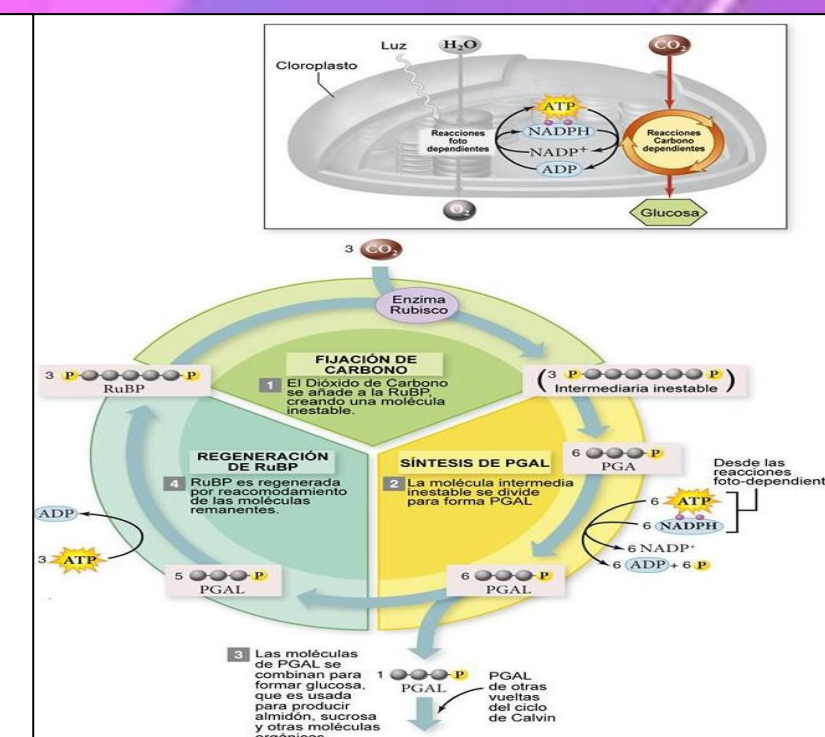 Luz
H₂O
CO₂
Cloroplasto
ATP
NADPH
NADP⁺
ADP
Reacciones
foto
dependientes
Reacciones
Carbono
dependientes
O₂
Glucosa
3 CO₂
Enzima
Rubisco
FIJACIÓN DE
CARBONO
1 El Dióxido de Carbono
se añade a la RuBP,
creando una molécula
inestable.
3 P P
RuBP
(3 P P)
Intermediaria inestable
6 P
PGA
SÍNTESIS DE PGAL
2 La molécula intermedia
inestable se divide
para forma PGAL
Desde las
reacciones
foto-dependient
6 ATP
6 NADPH
6 NADP⁺
6 ADP + 6 P
6 P
PGAL
REGENERACIÓN
DE RuBP
4 RuBP es regenerada
por reacomodamiento
de las moléculas
remanentes.
ADP
3 ATP
5 P
PGAL
3 Las moléculas
de PGAL se
combinan para
formar glucosa,
que es usada
para producir
almidón, sucrosa
y otras moléculas
orgánicas
1 P
PGAL
PGAL
de otras
vueltas
del ciclo
de Calvin